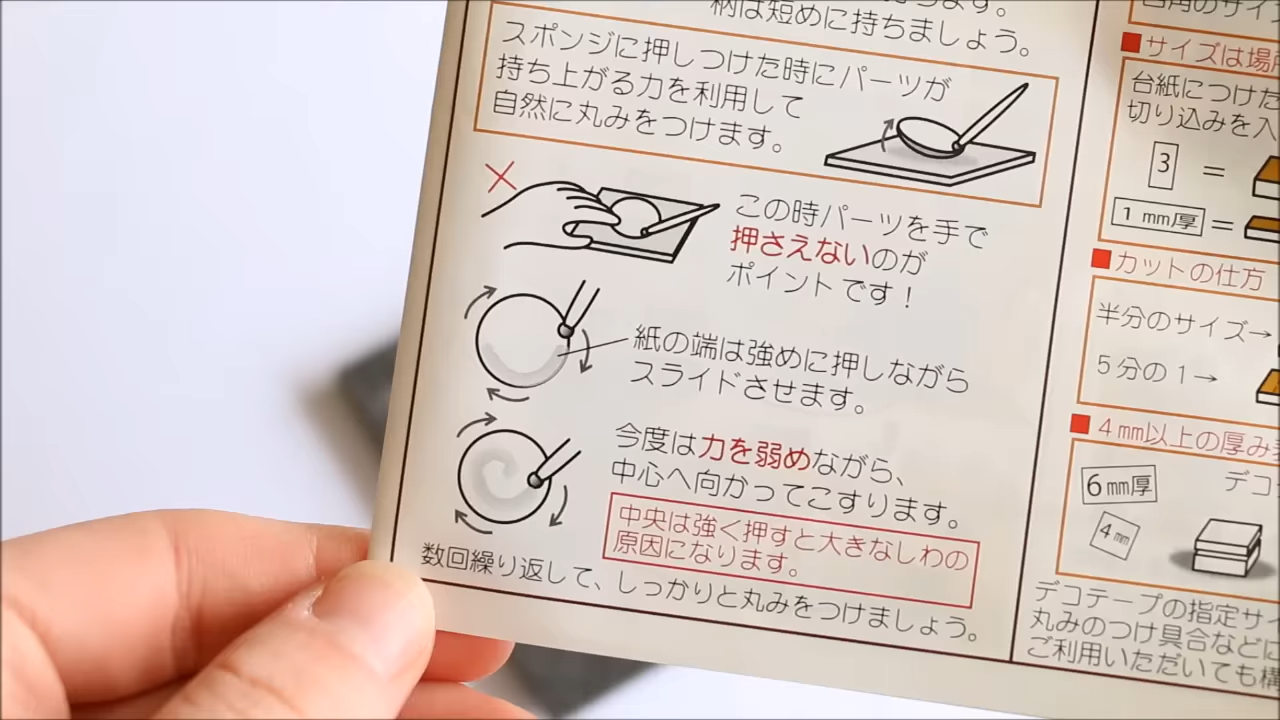 柄は短めに持ちましょう。
スポンジに押しつけた時にパーツが
持ち上がる力を利用して
自然に丸みをつけます。
この時パーツを手で
押さえないのが
ポイントです！
紙の端は強めに押しながら
スライドさせます。
今度は力を弱めながら、
中心へ向かってこすります。
中央は強く押すと大きなしわの
原因になります。
数回繰り返して、しっかりと丸みをつけましょう。
■サイズは場
台紙につけた
切り込みを入
3 =
1 mm厚 =
■カットの仕方
半分のサイズ→
5分の1→
■4mm以上の厚み
6mm厚
デコ
4 mm
デコテープの指定サ
丸みのつけ具合などに
ご利用いただいても構